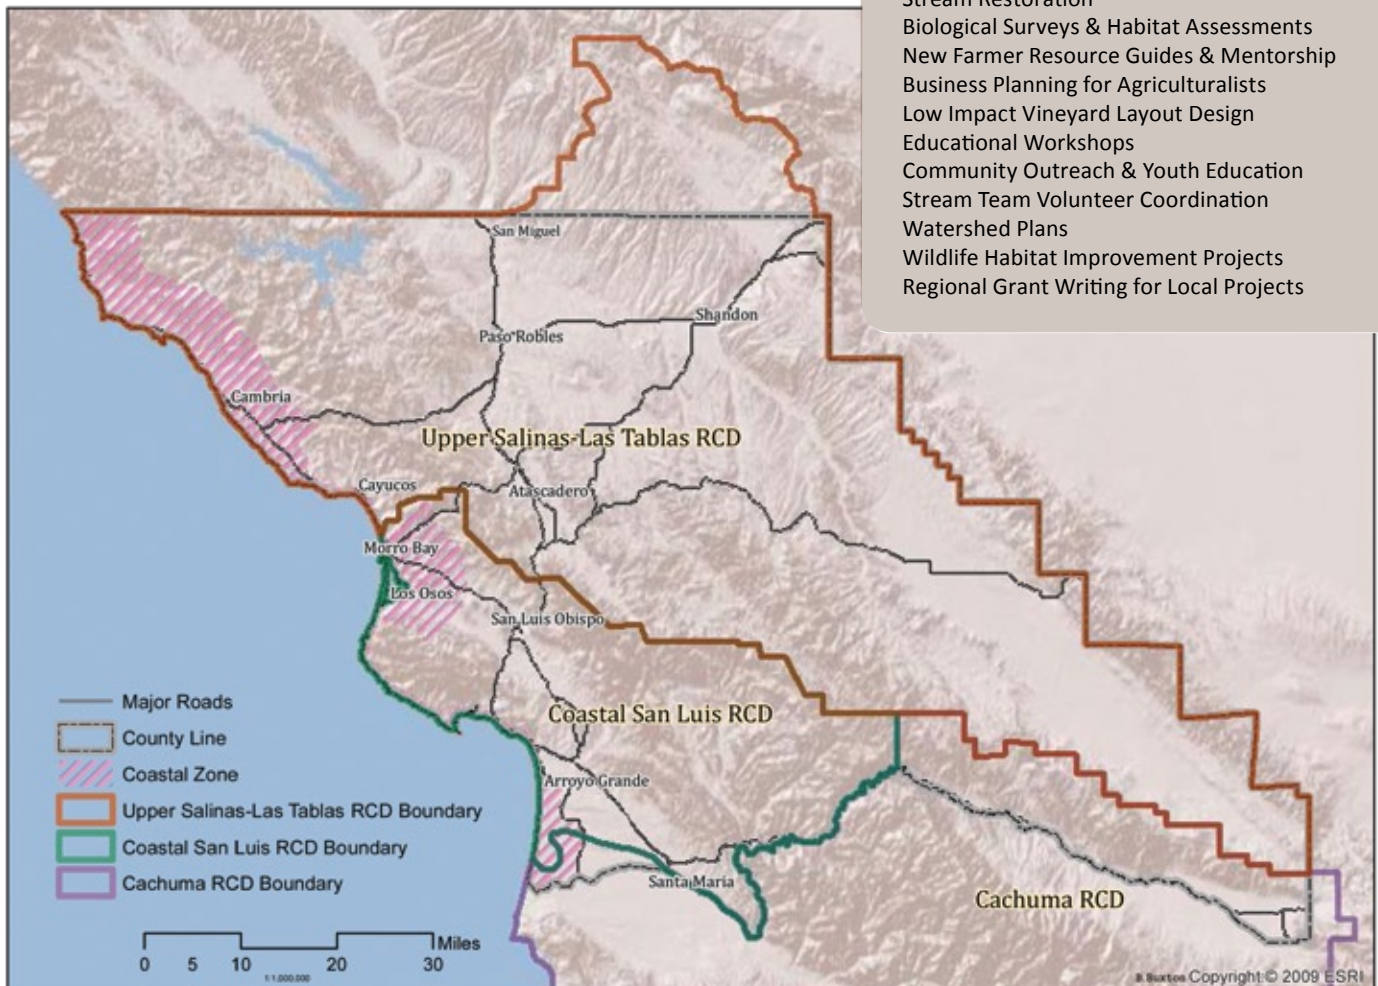 Stream Restoration
Biological Surveys & Habitat Assessments
New Farmer Resource Guides & Mentorship
Business Planning for Agriculturalists
Low Impact Vineyard Layout Design
Educational Workshops
Community Outreach & Youth Education
Stream Team Volunteer Coordination
Watershed Plans
Wildlife Habitat Improvement Projects
Regional Grant Writing for Local Projects
San Miguel
Shandon
Paso Robles
Cambria
Upper Salinas-Las Tablas RCD
Cayucos
Atascadero
Morro Bay
Los Osos
San Luis Obispo
Coastal San Luis RCD
Arroyo Grande
Santa Maria
Cachuma RCD
Major Roads
County Line
Coastal Zone
Upper Salinas-Las Tablas RCD Boundary
Coastal San Luis RCD Boundary
Cachuma RCD Boundary
Miles
0 5 10 20 30
1:1,000,000
B.Buxton Copyright:© 2009 ESRI